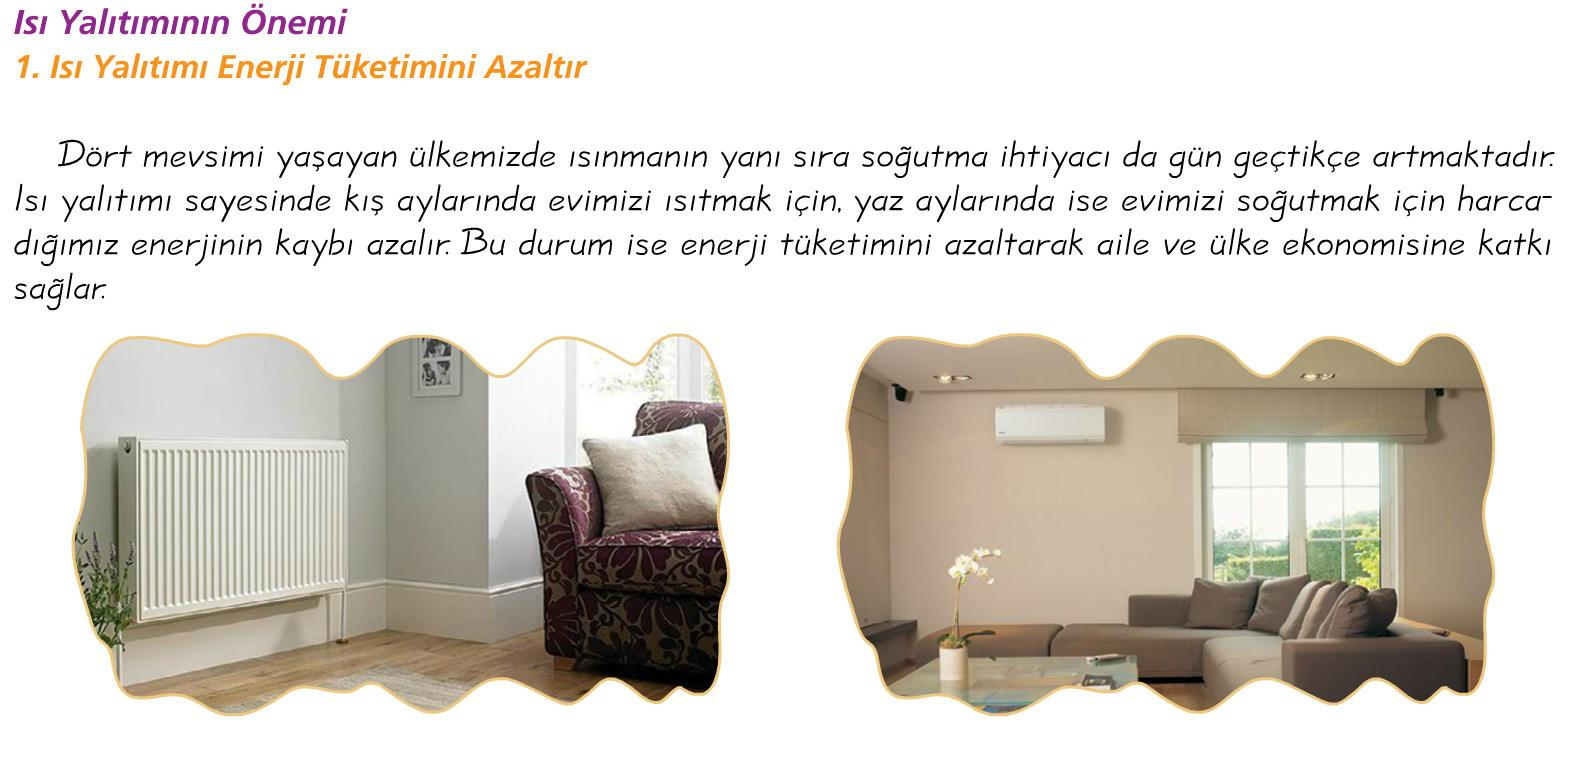 Isı Yalıtımının Önemi
1. Isı Yalıtımı Enerji Tüketimini Azaltır
Dört mevsimi yaşayan ülkemizde ısınmanın yanı sıra soğutma ihtiyacı da gün geçtikçe artmaktadır.
Isı yalıtımı sayesinde kış aylarında evimizi ısıtmak için, yaz aylarında ise evimizi soğutmak için harca-
dığımız enerjinin kaybı azalır. Bu durum ise enerji tüketimini azaltarak aile ve ülke ekonomisine katkı
sağlar.